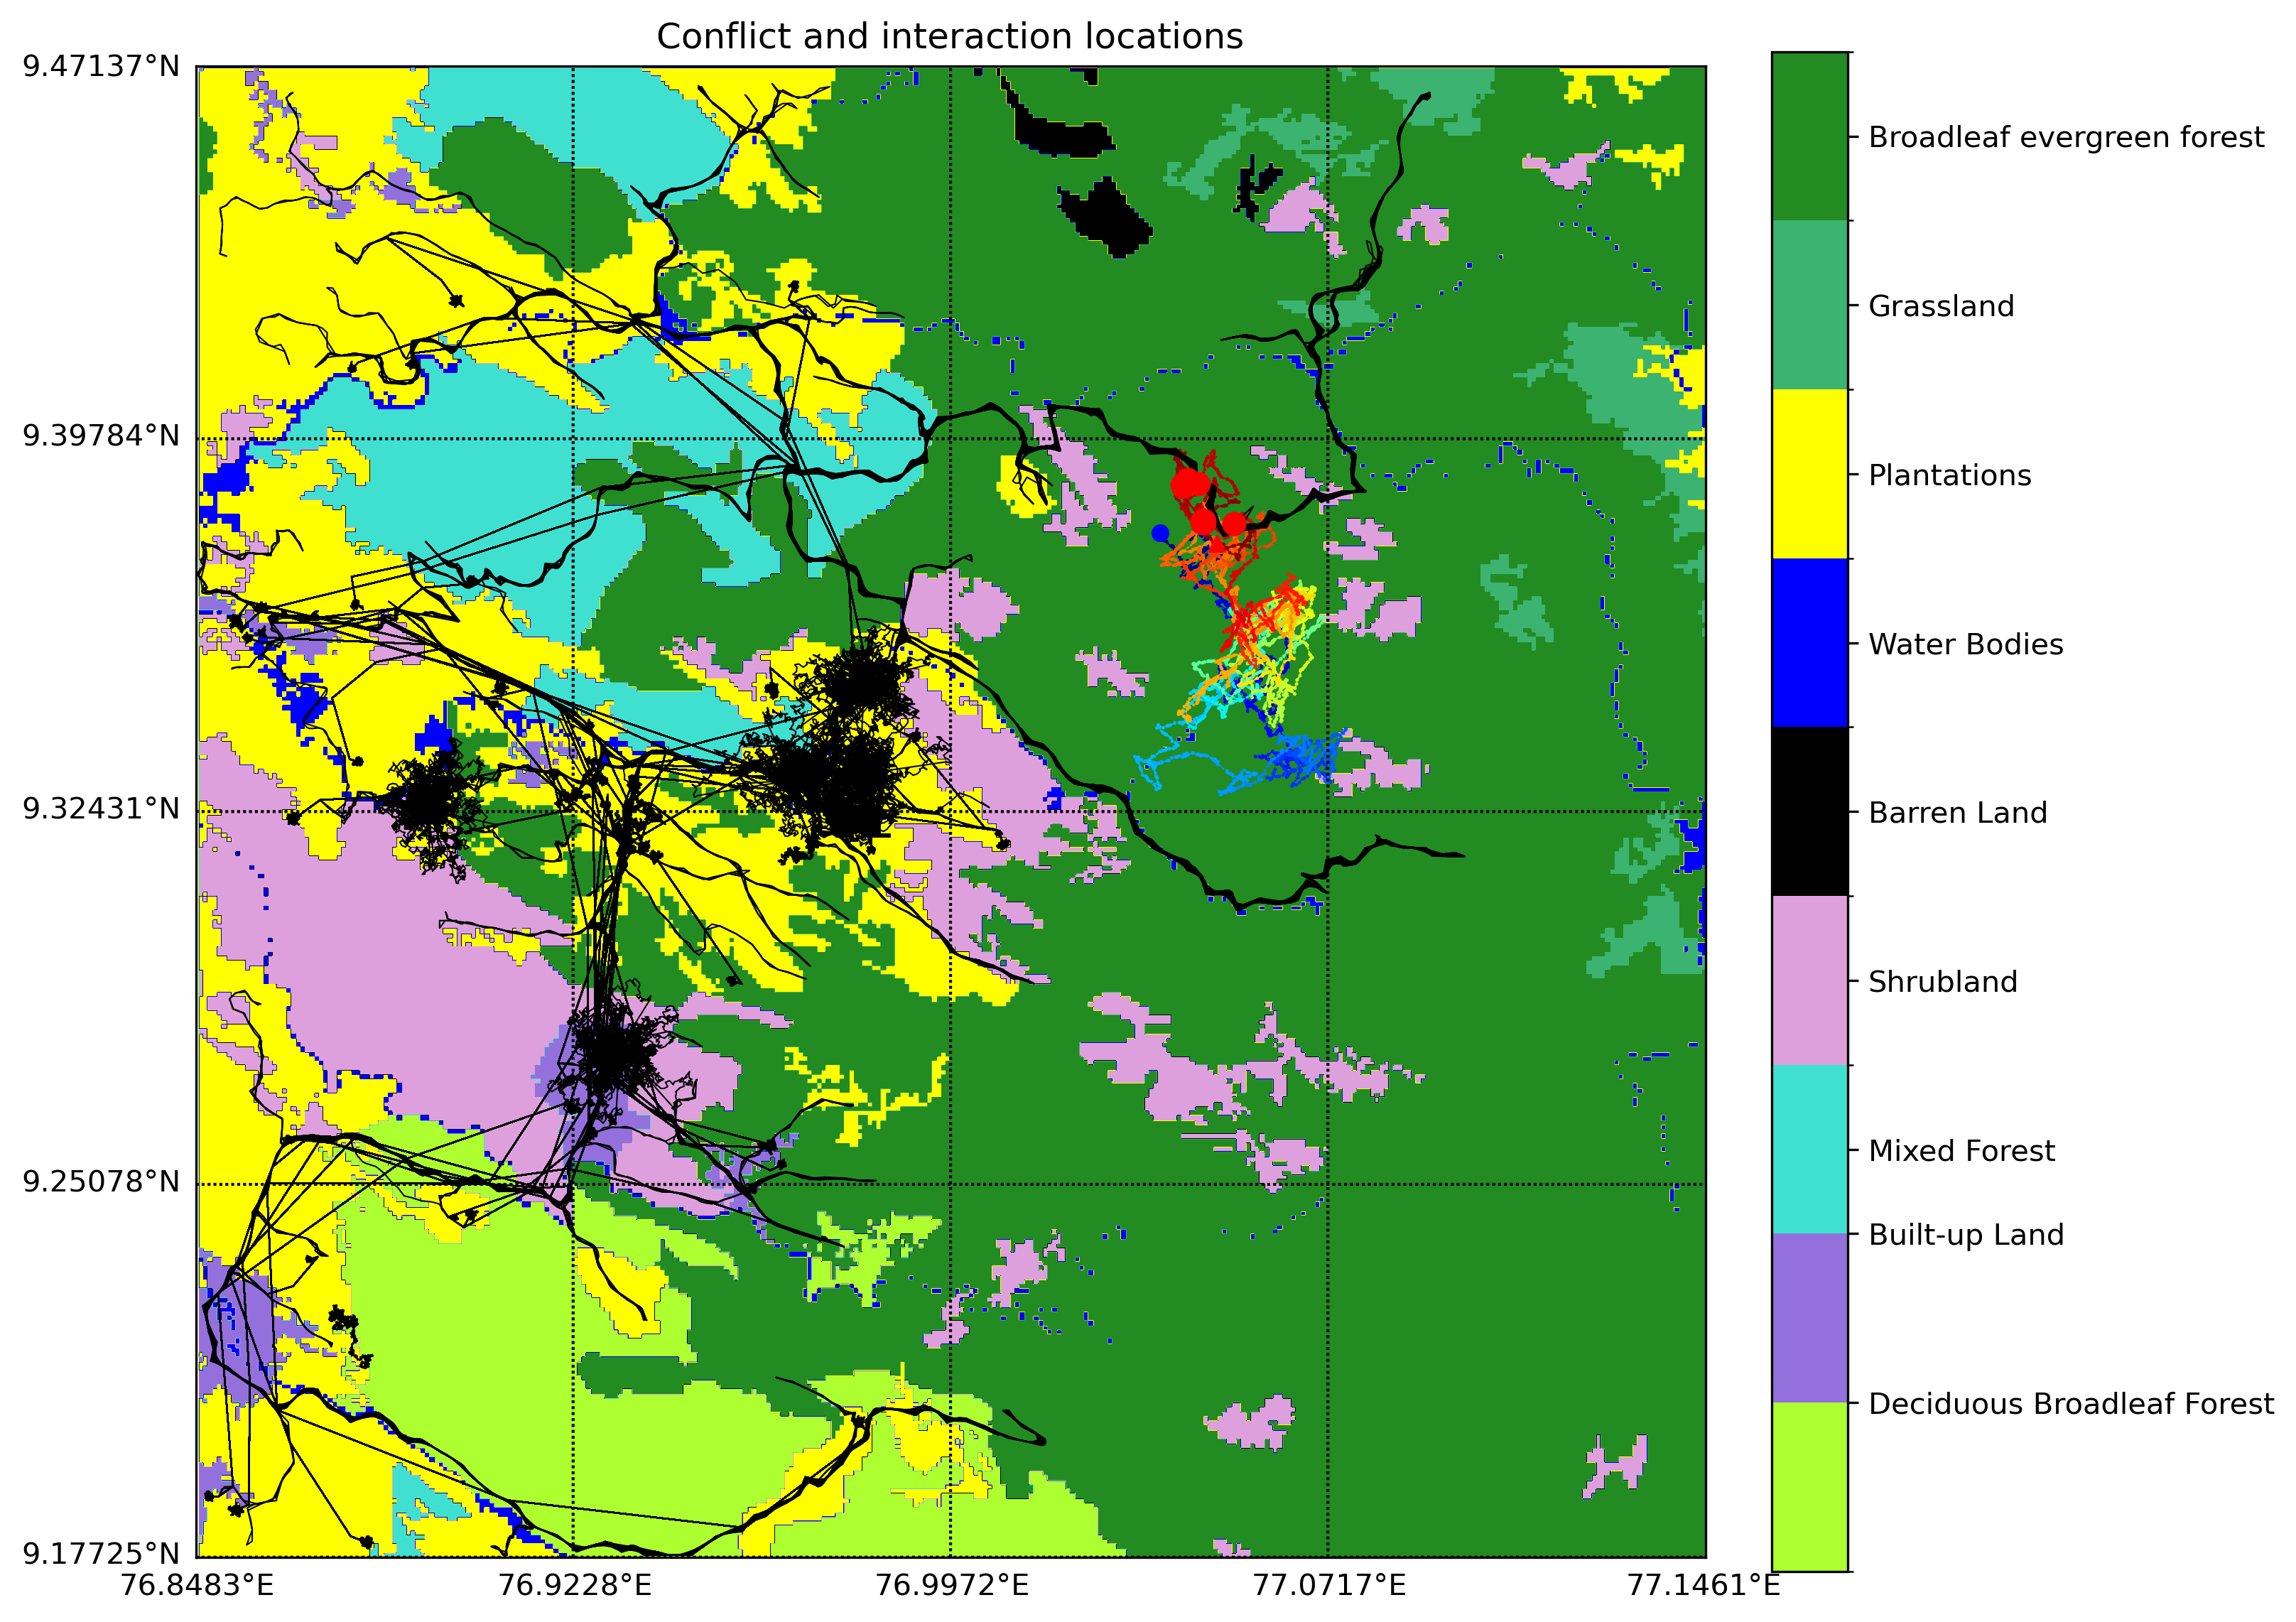 Conflict and interaction locations
9.47137°N
9.39784°N
9.32431°N
9.25078°N
9.17725°N
76.8483°E
76.9228°E
76.9972°E
77.0717°E
77.1461°E
Broadleaf evergreen forest
Grassland
Plantations
Water Bodies
Barren Land
Shrubland
Mixed Forest
Built-up Land
Deciduous Broadleaf Forest